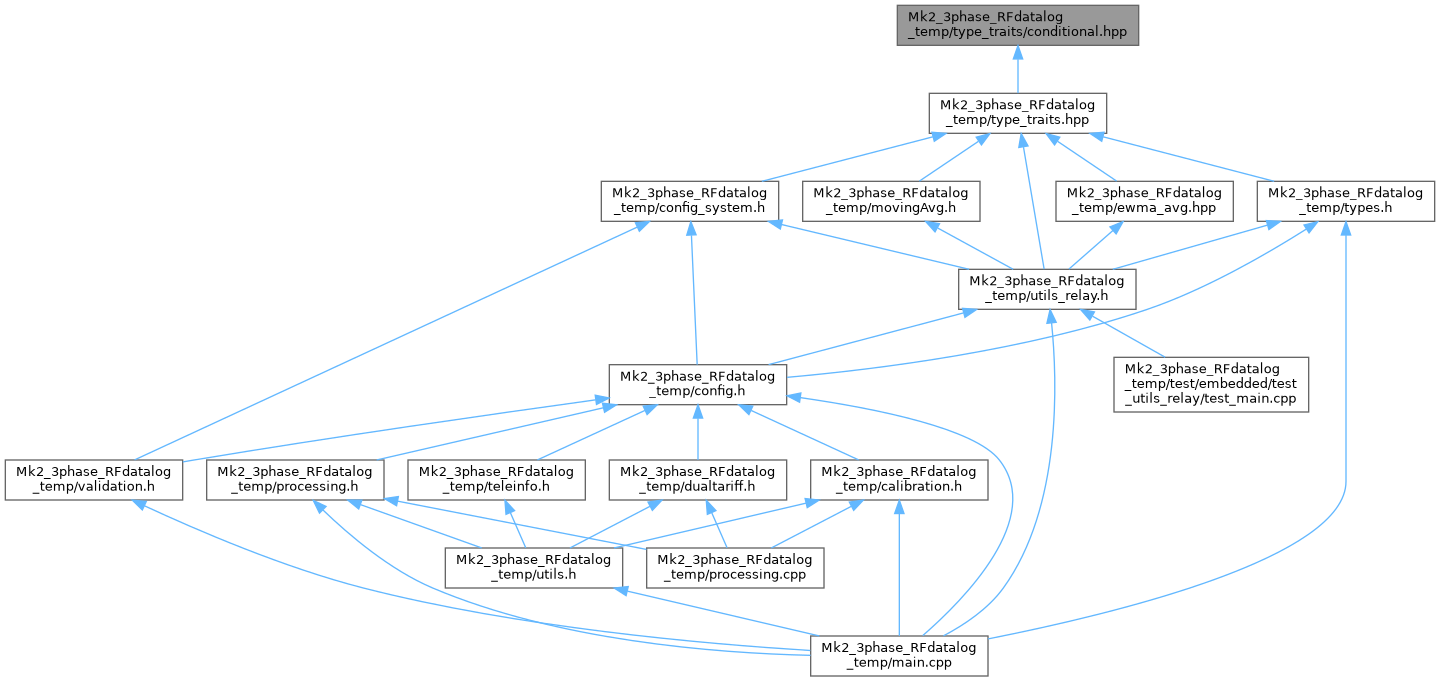 Mk2_3phase_RFdatalog
_temp/type_traits/conditional.hpp
Mk2_3phase_RFdatalog
_temp/type_traits.hpp
Mk2_3phase_RFdatalog
_temp/config_system.h
Mk2_3phase_RFdatalog
_temp/movingAvg.h
Mk2_3phase_RFdatalog
_temp/ewma_avg.hpp
Mk2_3phase_RFdatalog
_temp/types.h
Mk2_3phase_RFdatalog
_temp/utils_relay.h
Mk2_3phase_RFdatalog
_temp/config.h
Mk2_3phase_RFdatalog
_temp/test/embedded/test
_utils_relay/test_main.cpp
Mk2_3phase_RFdatalog
_temp/validation.h
Mk2_3phase_RFdatalog
_temp/processing.h
Mk2_3phase_RFdatalog
_temp/teleinfo.h
Mk2_3phase_RFdatalog
_temp/dualtariff.h
Mk2_3phase_RFdatalog
_temp/calibration.h
Mk2_3phase_RFdatalog
_temp/utils.h
Mk2_3phase_RFdatalog
_temp/processing.cpp
Mk2_3phase_RFdatalog
_temp/main.cpp